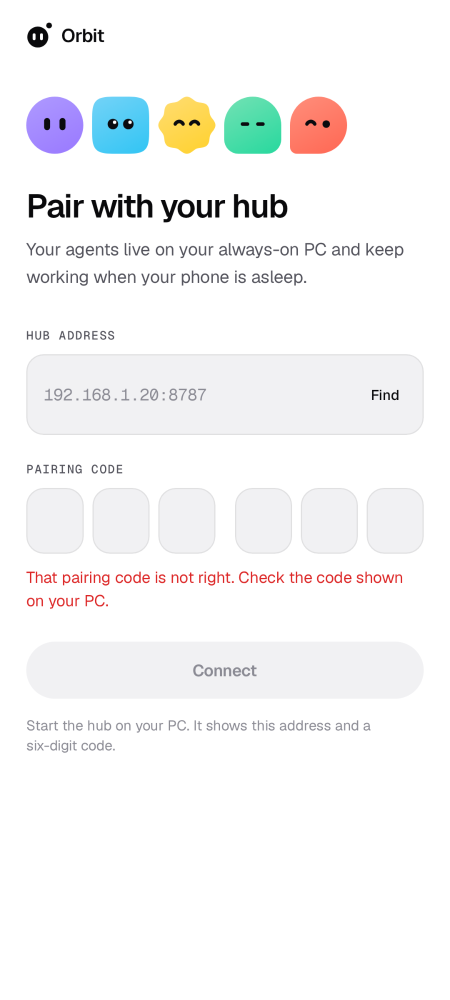 Orbit
Pair with your hub
Your agents live on your always-on PC and keep
working when your phone is asleep.
HUB ADDRESS
192.168.1.20:8787
Find
PAIRING CODE
That pairing code is not right. Check the code shown
on your PC.
Connect
Start the hub on your PC. It shows this address and a
six-digit code.